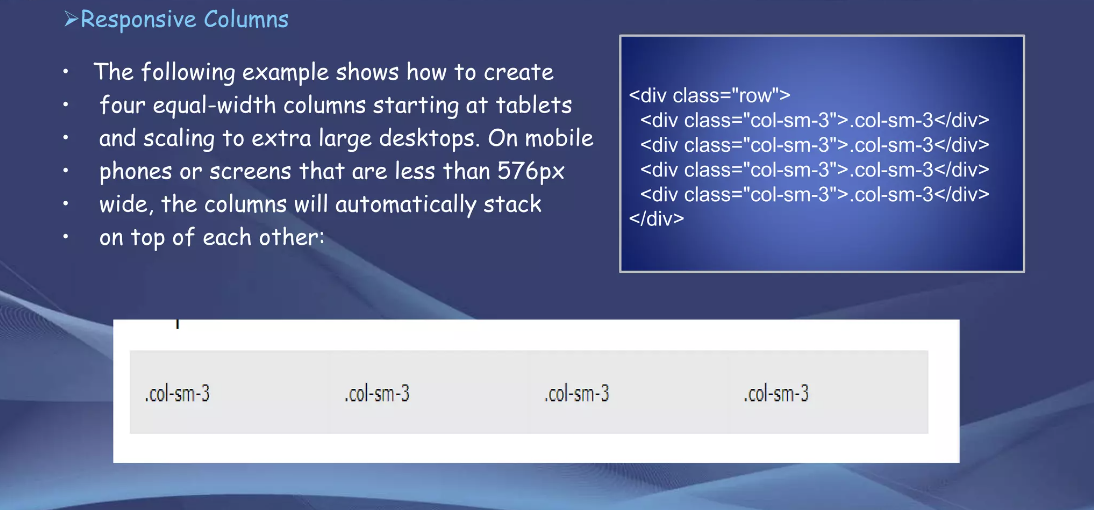 ➢Responsive Columns
• The following example shows how to create
• four equal-width columns starting at tablets
• and scaling to extra large desktops. On mobile
• phones or screens that are less than 576px
• wide, the columns will automatically stack
• on top of each other:
<div class="row">
<div class="col-sm-3">.col-sm-3</div>
<div class="col-sm-3">.col-sm-3</div>
<div class="col-sm-3">.col-sm-3</div>
<div class="col-sm-3">.col-sm-3</div>
</div>
.col-sm-3 .col-sm-3 .col-sm-3 .col-sm-3